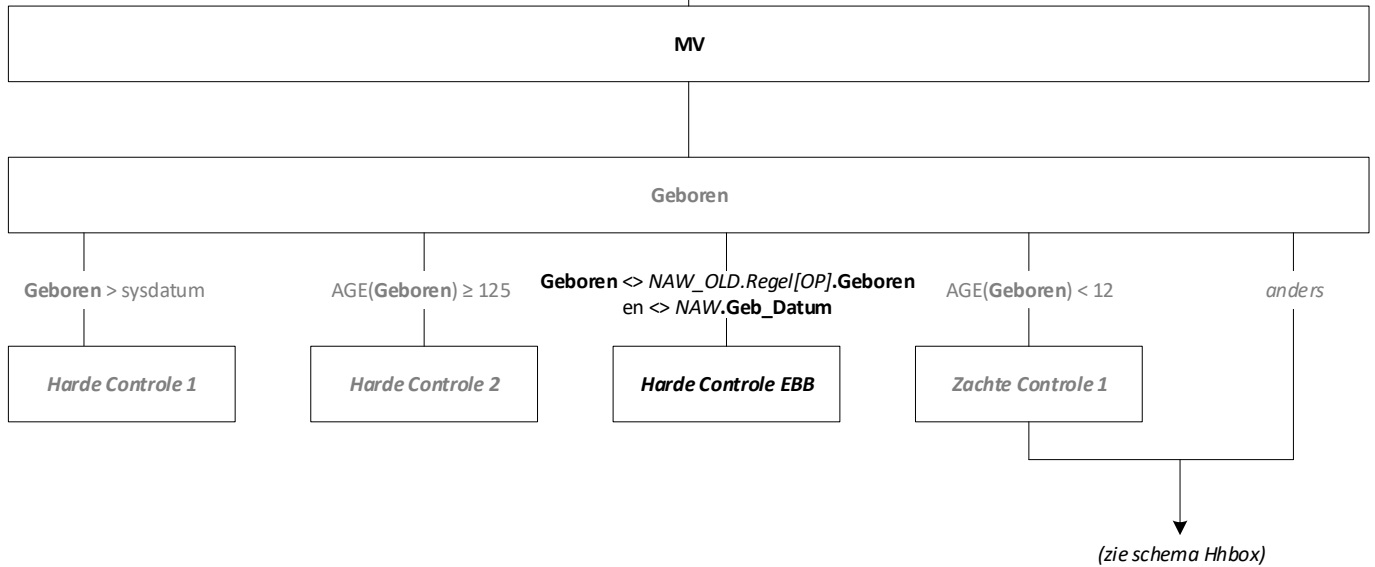 MV
Geboren
Geboren > sysdatum
AGE(Geboren) ≥ 125
Geboren <> NAW_OLD.Regel[OP].Geboren
en <> NAW.Geb_Datum
AGE(Geboren) < 12
anders
Harde Controle 1
Harde Controle 2
Harde Controle EBB
Zachte Controle 1
(zie schema Hhbox)